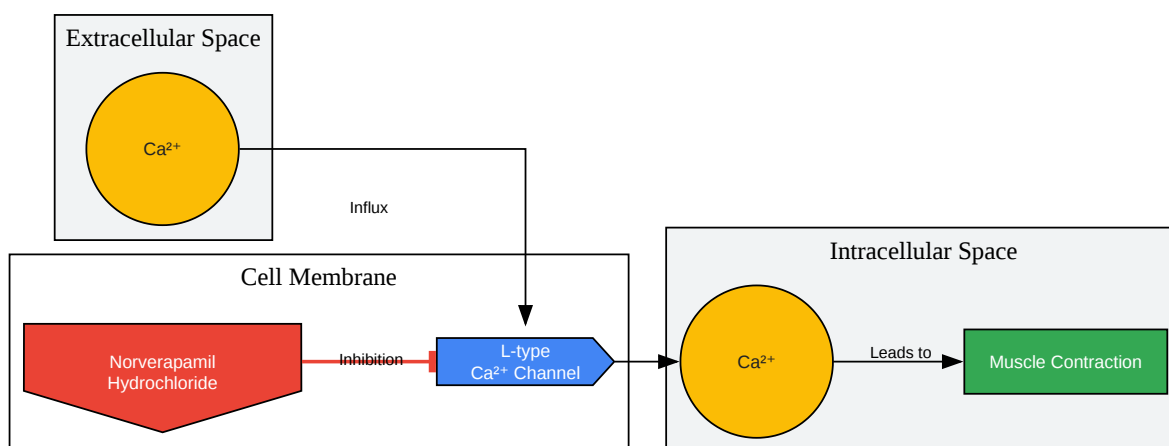 Extracellular Space
Ca²⁺
Influx
Cell Membrane
Norverapamil
Hydrochloride
Inhibition
L-type
Ca²⁺ Channel
Intracellular Space
Ca²⁺
Leads to
Muscle Contraction